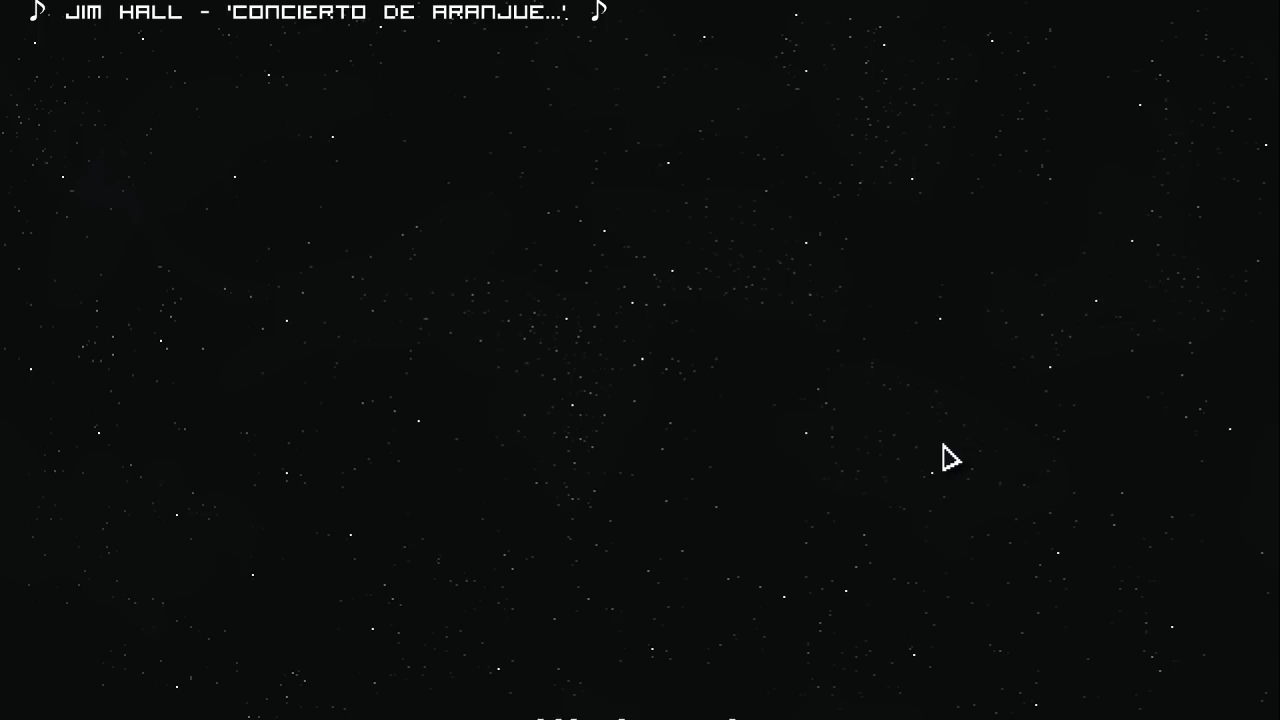 ♪ JIM HALL - 'CONCIERTO DE ARANJUE...' ♪